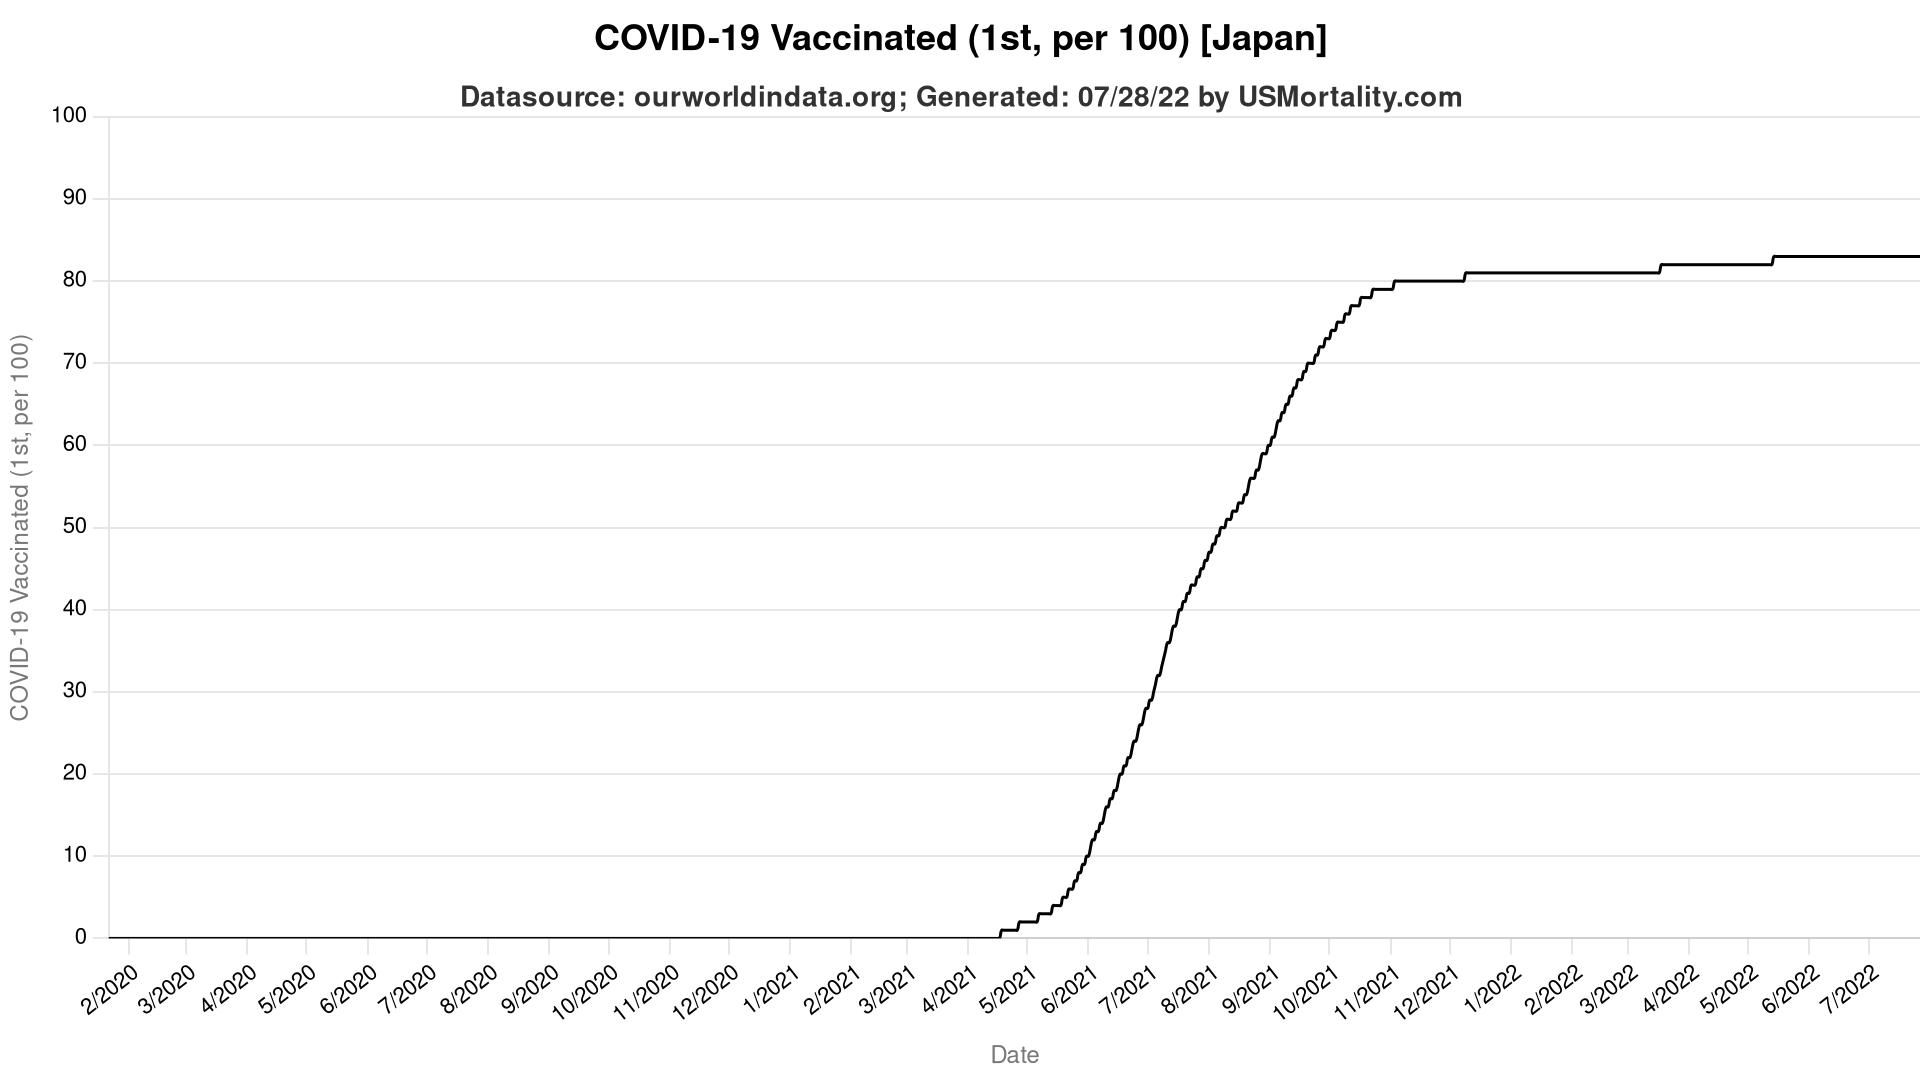 COVID-19 Vaccinated (1st, per 100) [Japan]
Datasource: ourworldindata.org; Generated: 07/28/22 by USMortality.com
COVID-19 Vaccinated (1st, per 100)
100
90
80
70
60
50
40
30
20
10
0
2/2020 3/2020 4/2020 5/2020 6/2020 7/2020 8/2020 9/2020 10/2020 11/2020 12/2020 1/2021 2/2021 3/2021 4/2021 5/2021 6/2021 7/2021 8/2021 9/2021 10/2021 11/2021 12/2021 1/2022 2/2022 3/2022 4/2022 5/2022 6/2022 7/2022
Date